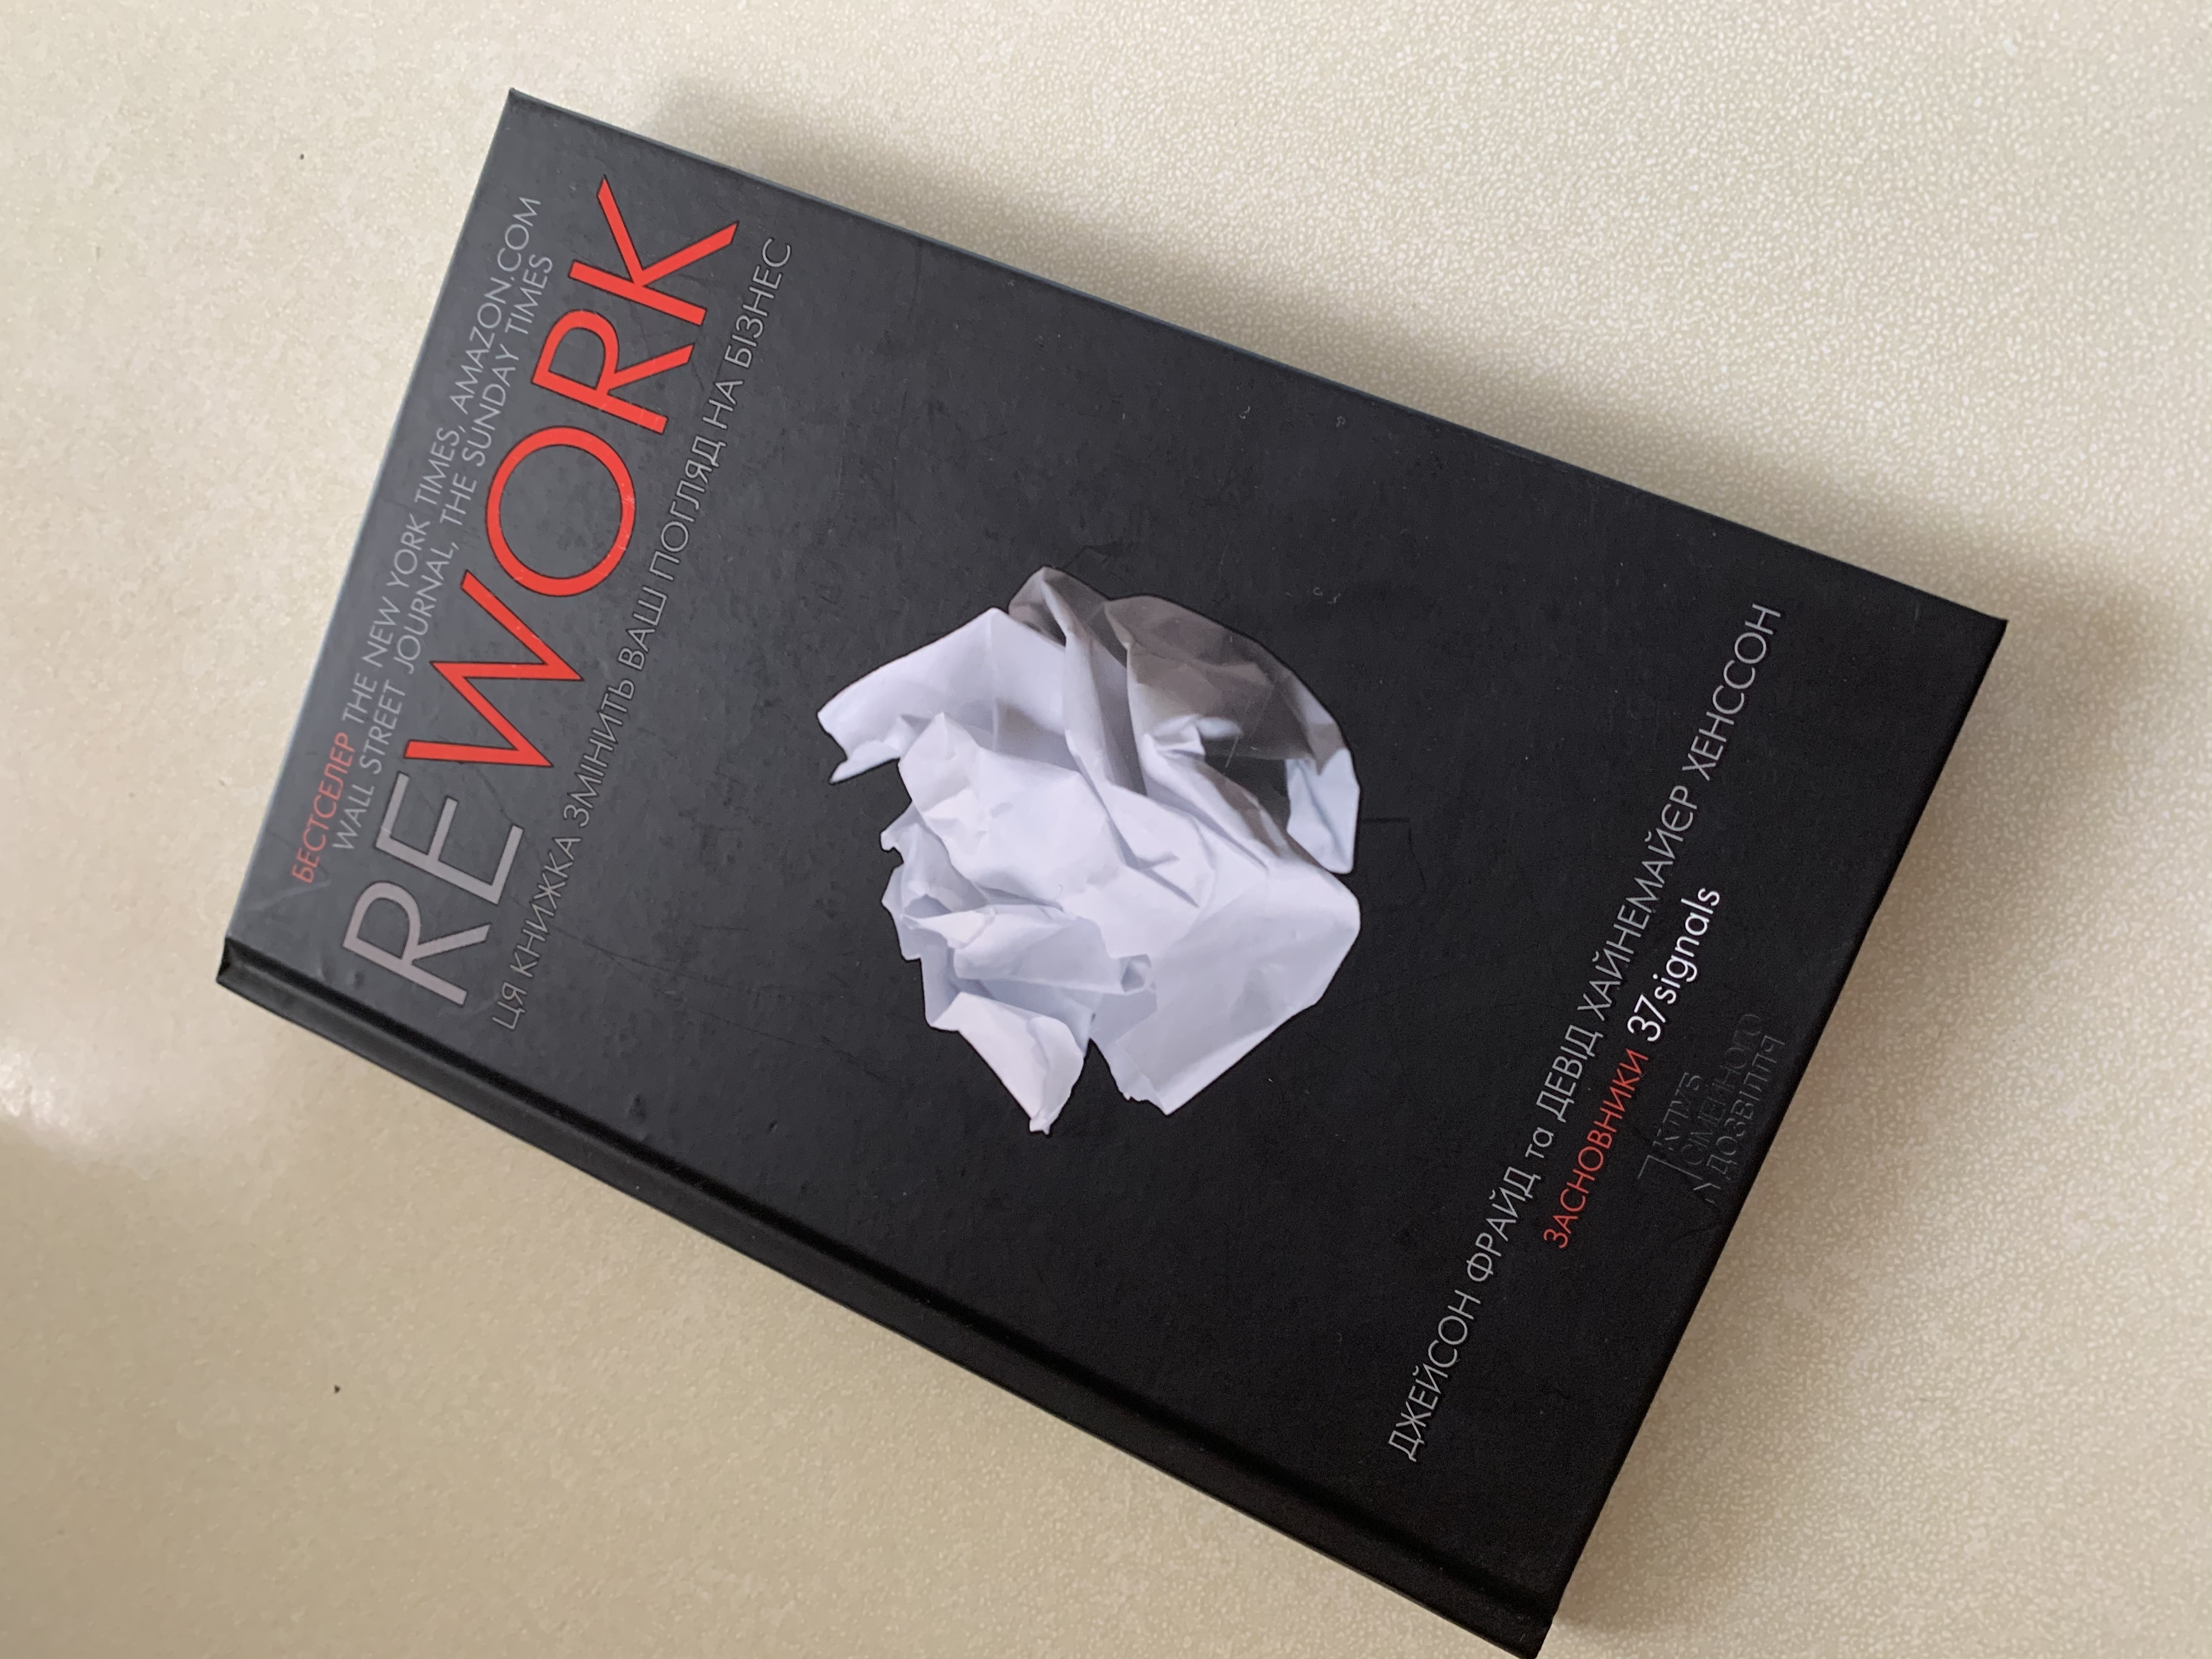 БЕСТСЕЛЕР THE NEW YORK TIMES, AMAZON.COM
WALL STREET JOURNAL, THE SUNDAY TIMES
REWORK
ЦЯ КНИЖКА ЗМІНИТЬ ВАШ ПОГЛЯД НА БІЗНЕС
ДЖЕЙСОН ФРАЙД та ДЕВІД ХАЙНЕМАЙЄР ХЕНССОН
ЗАСНОВНИКИ 37signals
КЛУБ
СІМЕЙНОГО
ДОЗВІЛЛЯ